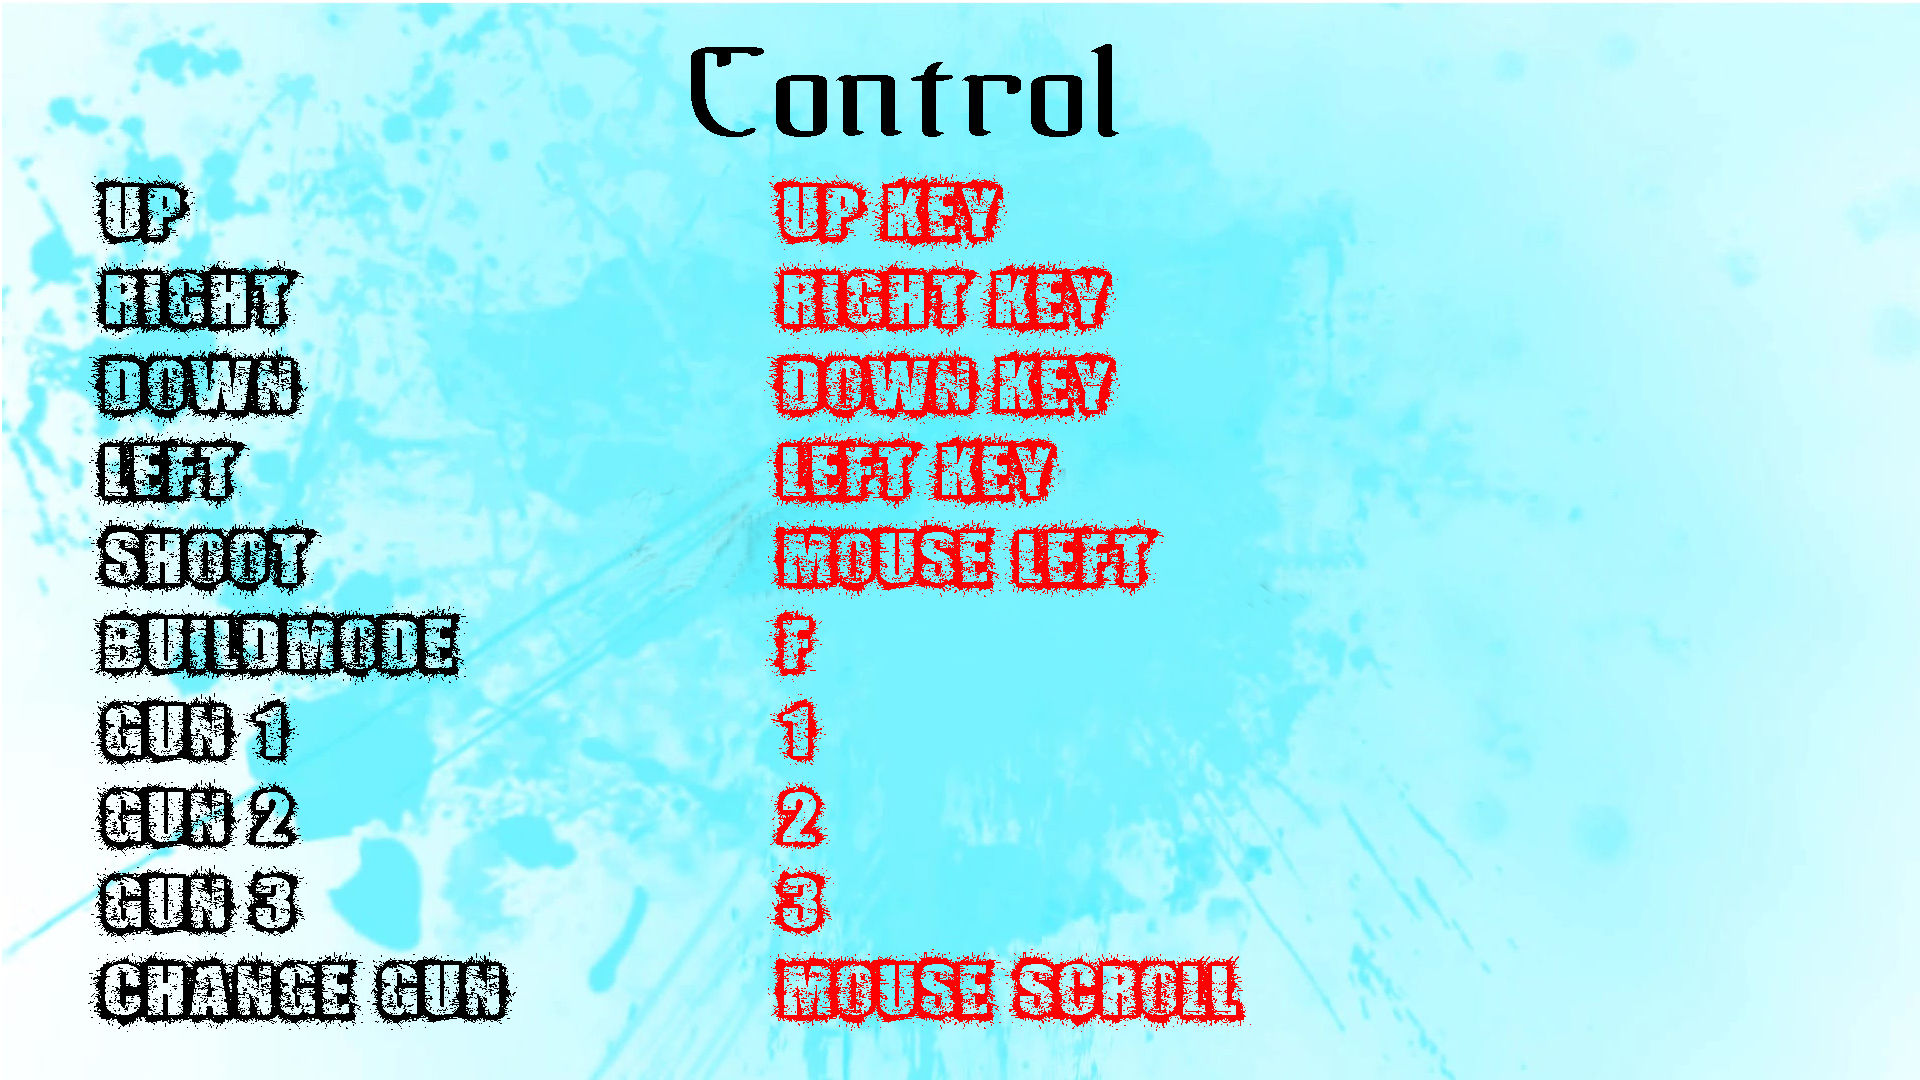 Control
UP UP KEY
RIGHT RIGHT KEY
DOWN DOWN KEY
LEFT LEFT KEY
SHOOT MOUSE LEFT
BUILDMODE F
GUN 1 1
GUN 2 2
GUN 3 3
CHANGE GUN MOUSE SCROLL